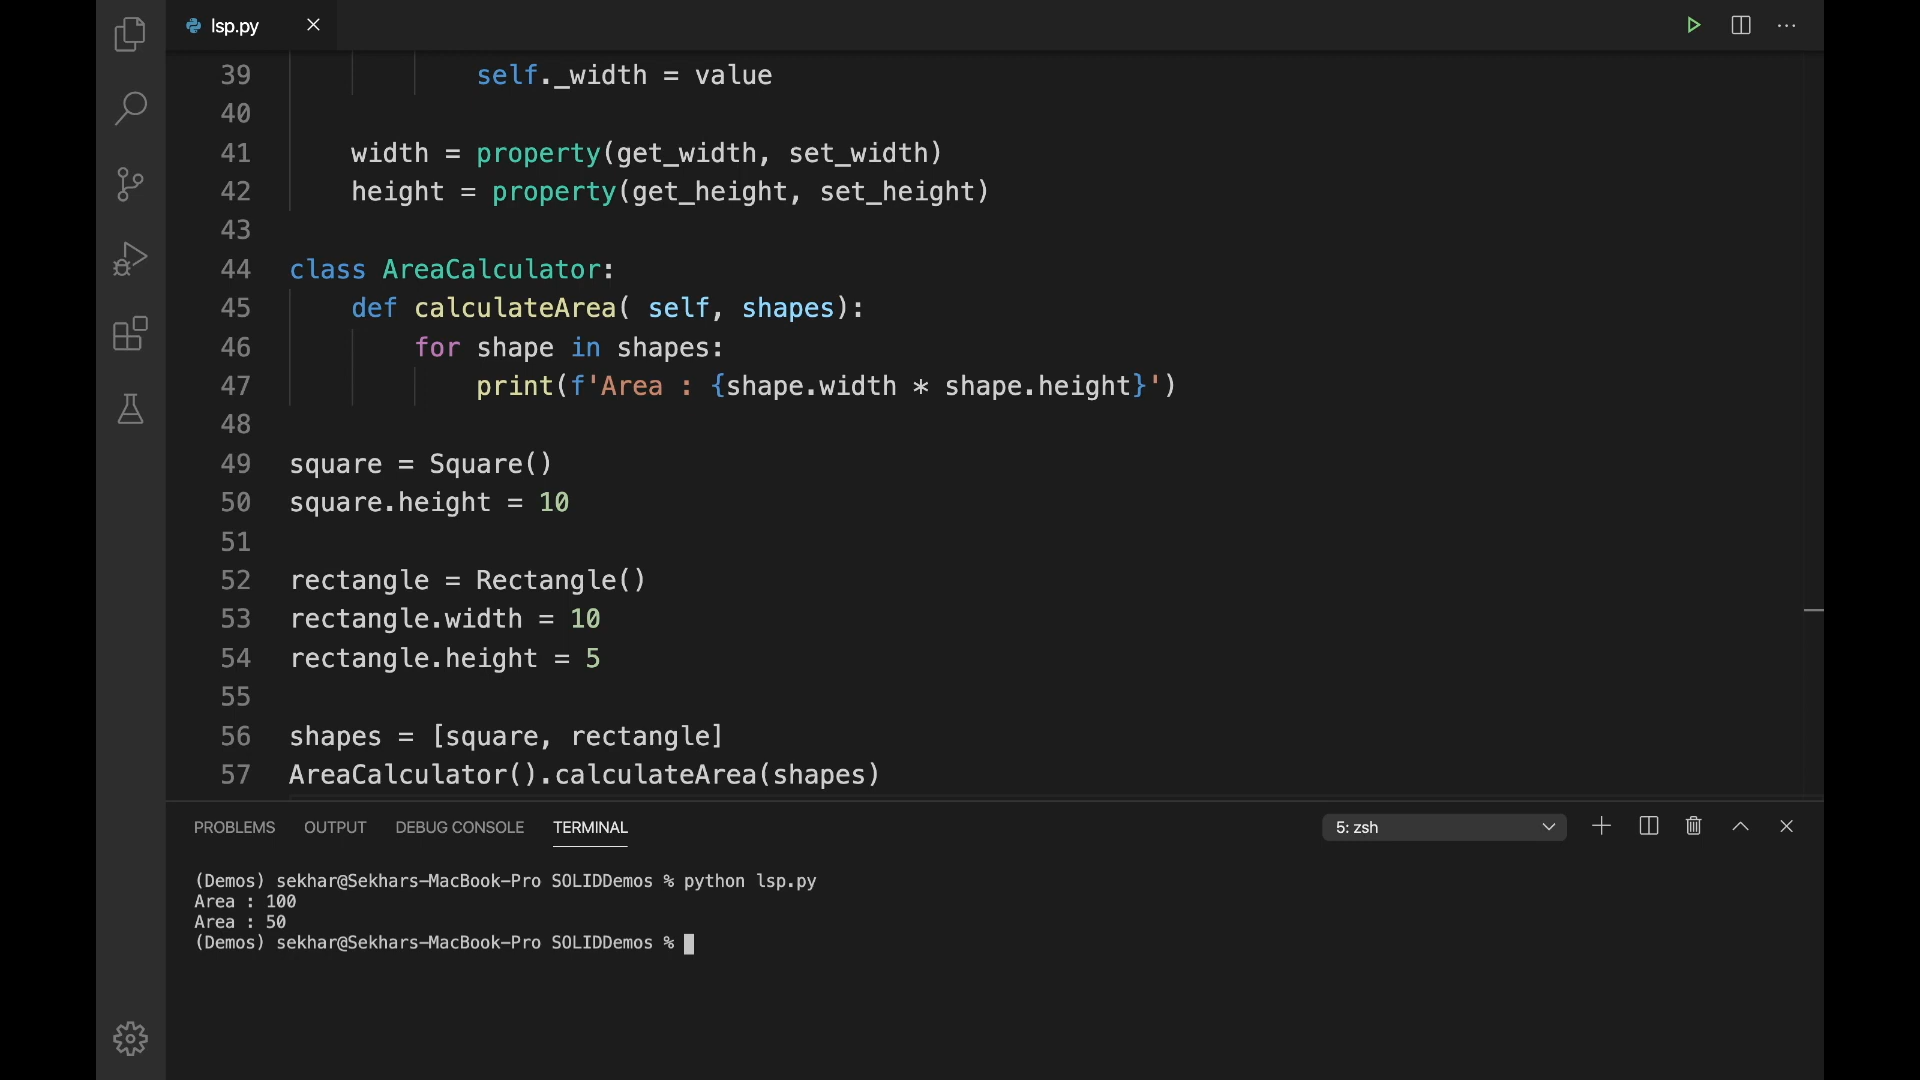 lsp.py
39 self._width = value
40
41 width = property(get_width, set_width)
42 height = property(get_height, set_height)
43
44 class AreaCalculator:
45 def calculateArea( self, shapes):
46 for shape in shapes:
47 print(f'Area : {shape.width * shape.height}')
48
49 square = Square()
50 square.height = 10
51
52 rectangle = Rectangle()
53 rectangle.width = 10
54 rectangle.height = 5
55
56 shapes = [square, rectangle]
57 AreaCalculator().calculateArea(shapes)
PROBLEMS OUTPUT DEBUG CONSOLE TERMINAL 5: zsh
(Demos) sekhar@Sekhars-MacBook-Pro SOLIDDemos % python lsp.py
Area : 100
Area : 50
(Demos) sekhar@Sekhars-MacBook-Pro SOLIDDemos %